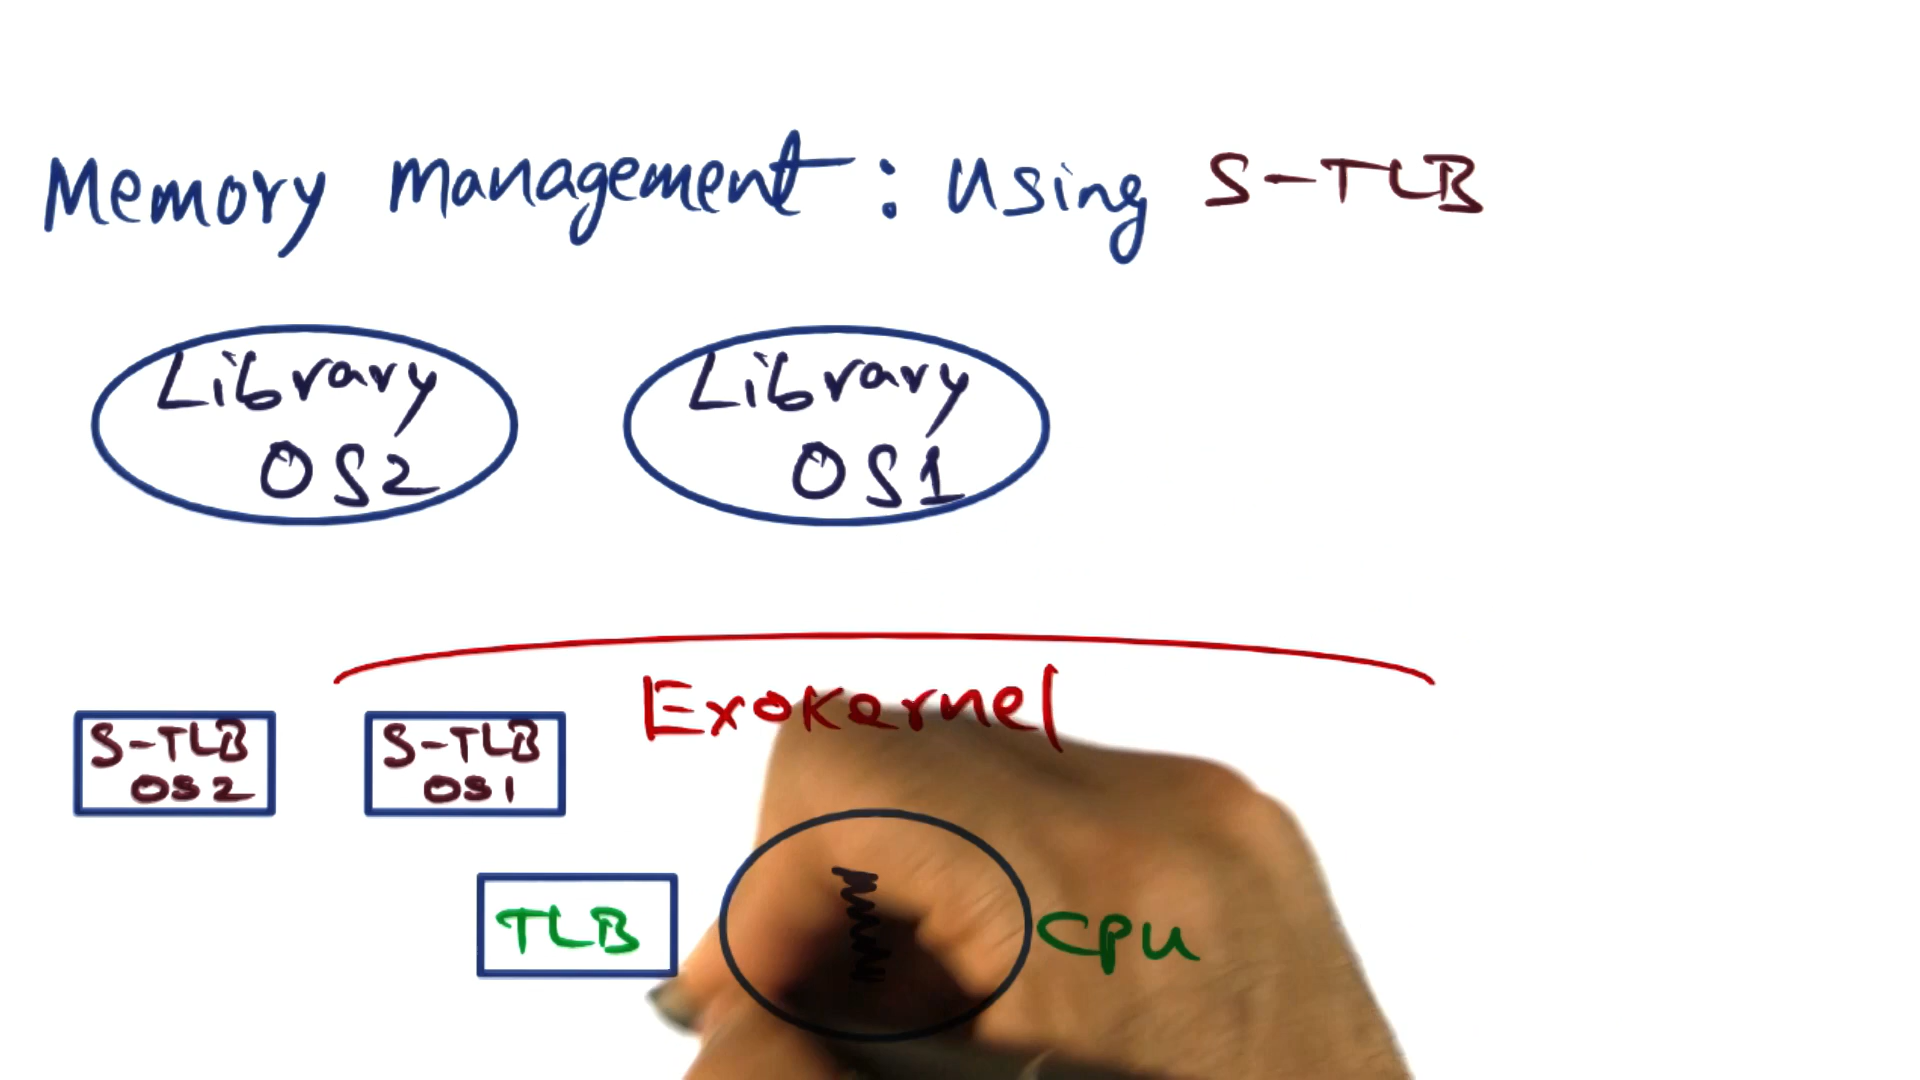 Memory management : Using S-TLB
Library
OS2
Library
OS1
Exokernel
S-TLB
OS2
S-TLB
OS1
TLB
CPU